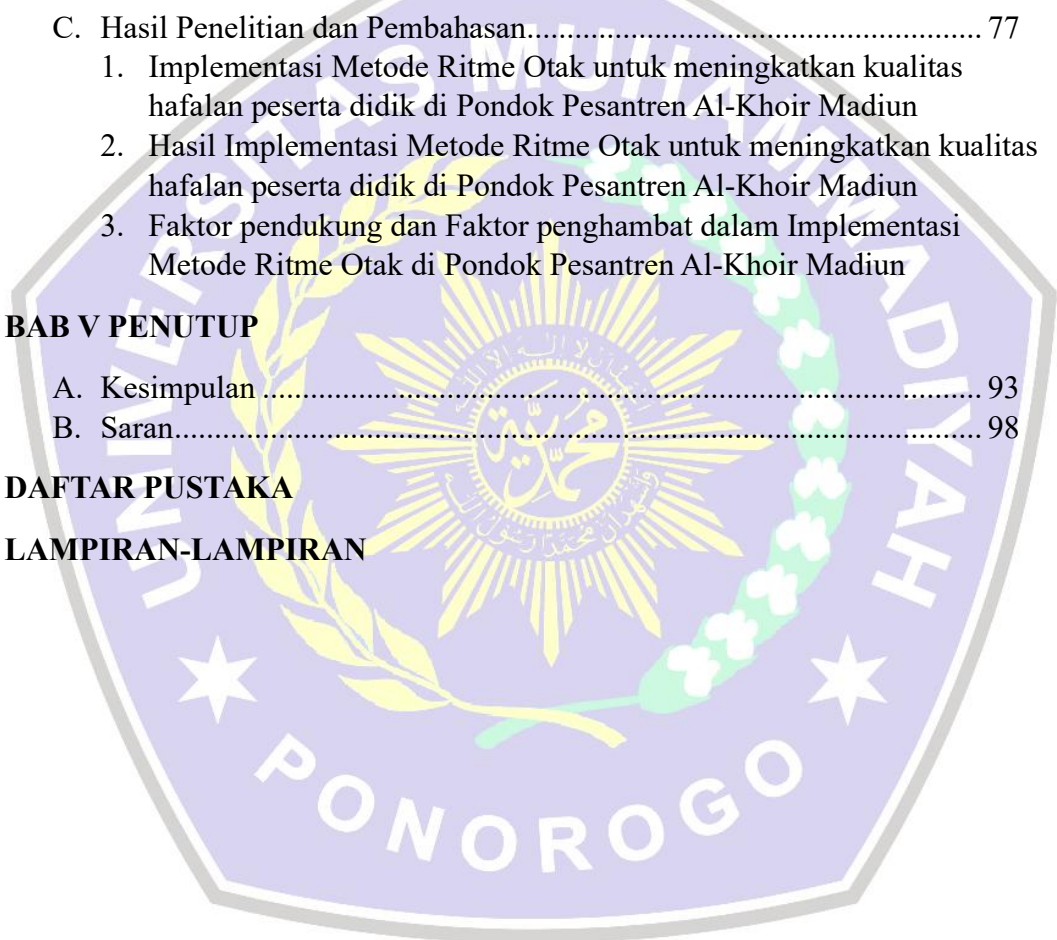 C. Hasil Penelitian dan Pembahasan......................................................... 77
1. Implementasi Metode Ritme Otak untuk meningkatkan kualitas
hafalan peserta didik di Pondok Pesantren Al-Khoir Madiun
2. Hasil Implementasi Metode Ritme Otak untuk meningkatkan kualitas
hafalan peserta didik di Pondok Pesantren Al-Khoir Madiun
3. Faktor pendukung dan Faktor penghambat dalam Implementasi
Metode Ritme Otak di Pondok Pesantren Al-Khoir Madiun
BAB V PENUTUP
A. Kesimpulan .......................................................................................... 93
B. Saran..................................................................................................... 98
DAFTAR PUSTAKA
LAMPIRAN-LAMPIRAN
UNIVERSITAS MUHAMMADIYAH
PONOROGO
محمدية